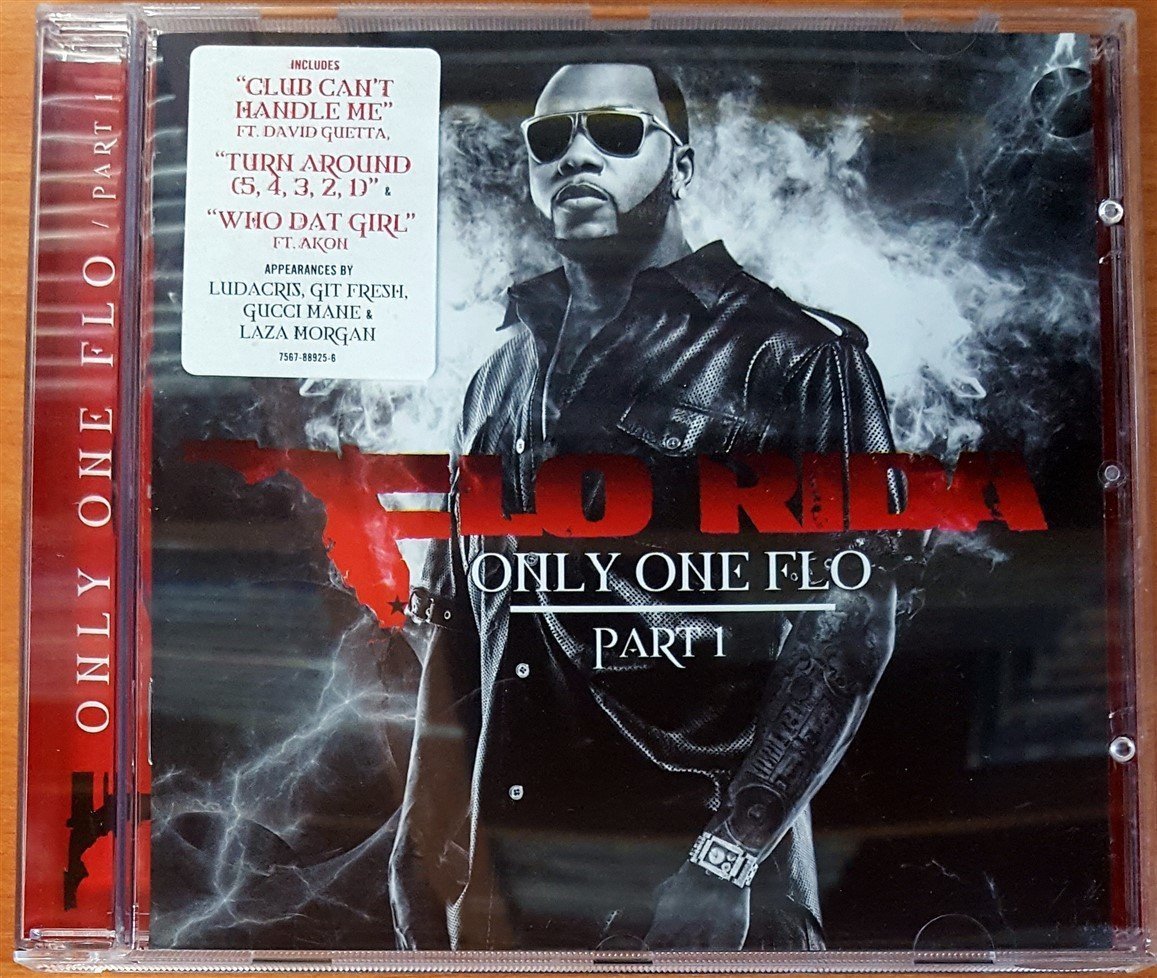 ONLY ONE FLO / PART 1
INCLUDES
"CLUB CAN'T
HANDLE ME"
FT. DAVID GUETTA,
"TURN AROUND
(5, 4, 3, 2, 1)" &
"WHO DAT GIRL"
FT. AKON
APPEARANCES BY
LUDACRIS, GIT FRESH,
GUCCI MANE &
LAZA MORGAN
7567-88925-6
FLO RIDA
ONLY ONE FLO
PART 1